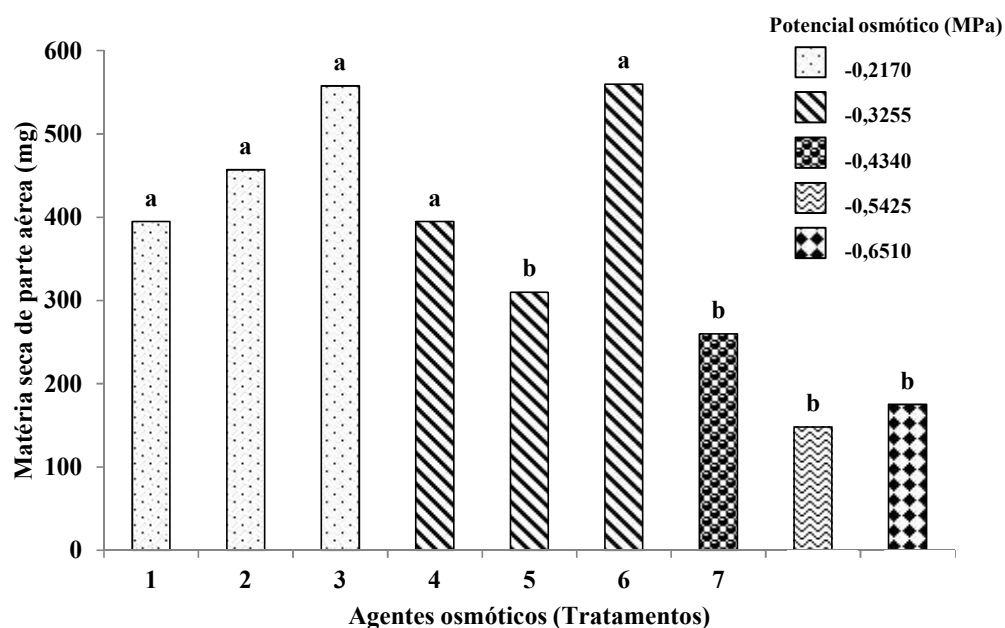 Potencial osmótico (MPa)
-0,2170
-0,3255
-0,4340
-0,5425
-0,6510
Matéria seca de parte aérea (mg)
600
500
400
300
200
100
0
a
a
a
a
b
a
b
b
b
1 2 3 4 5 6 7
Agentes osmóticos (Tratamentos)